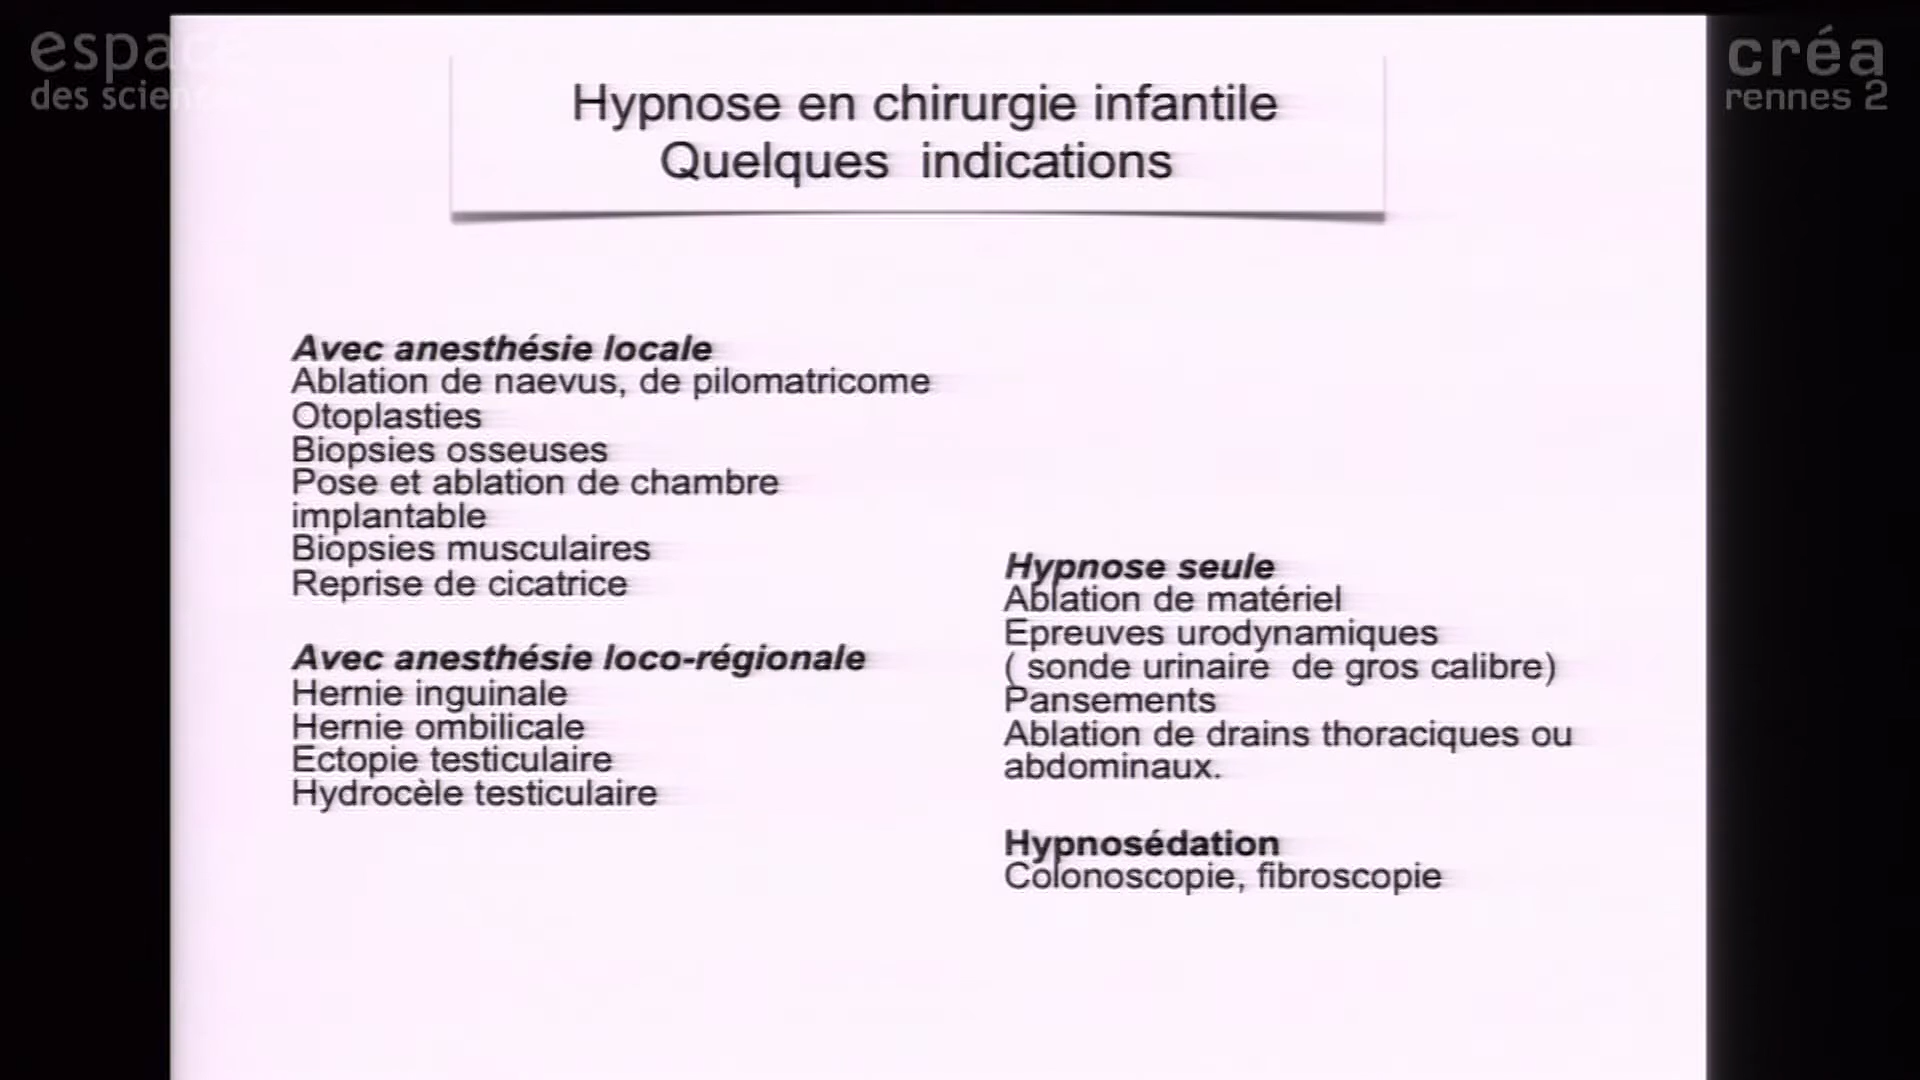 espace
des sciences
créa
rennes 2
Hypnose en chirurgie infantile
Quelques indications
Avec anesthésie locale
Ablation de naevus, de pilomatricome
Otoplasties
Biopsies osseuses
Pose et ablation de chambre
implantable
Biopsies musculaires
Reprise de cicatrice
Avec anesthésie loco-régionale
Hernie inguinale
Hernie ombilicale
Ectopie testiculaire
Hydrocèle testiculaire
Hypnose seule
Ablation de matériel
Epreuves urodynamiques
( sonde urinaire de gros calibre)
Pansements
Ablation de drains thoraciques ou
abdominaux.
Hypnosédation
Colonoscopie, fibroscopie